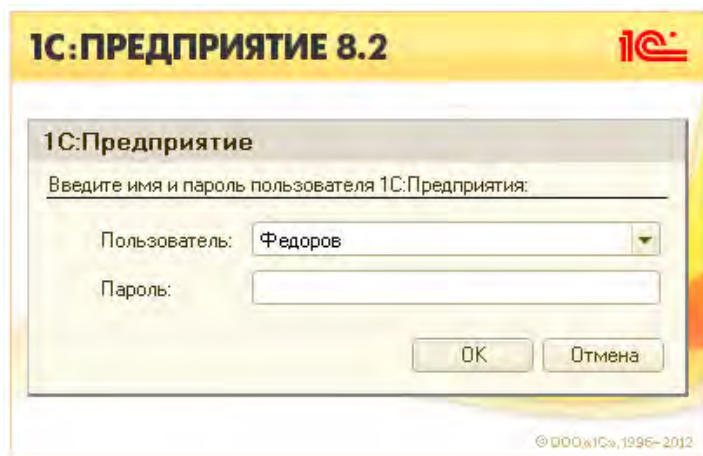 1С:ПРЕДПРИЯТИЕ 8.2
1С
1С:Предприятие
Введите имя и пароль пользователя 1С:Предприятия:
Пользователь: Федоров
Пароль:
OK Отмена
© ООО «1С», 1996-2012